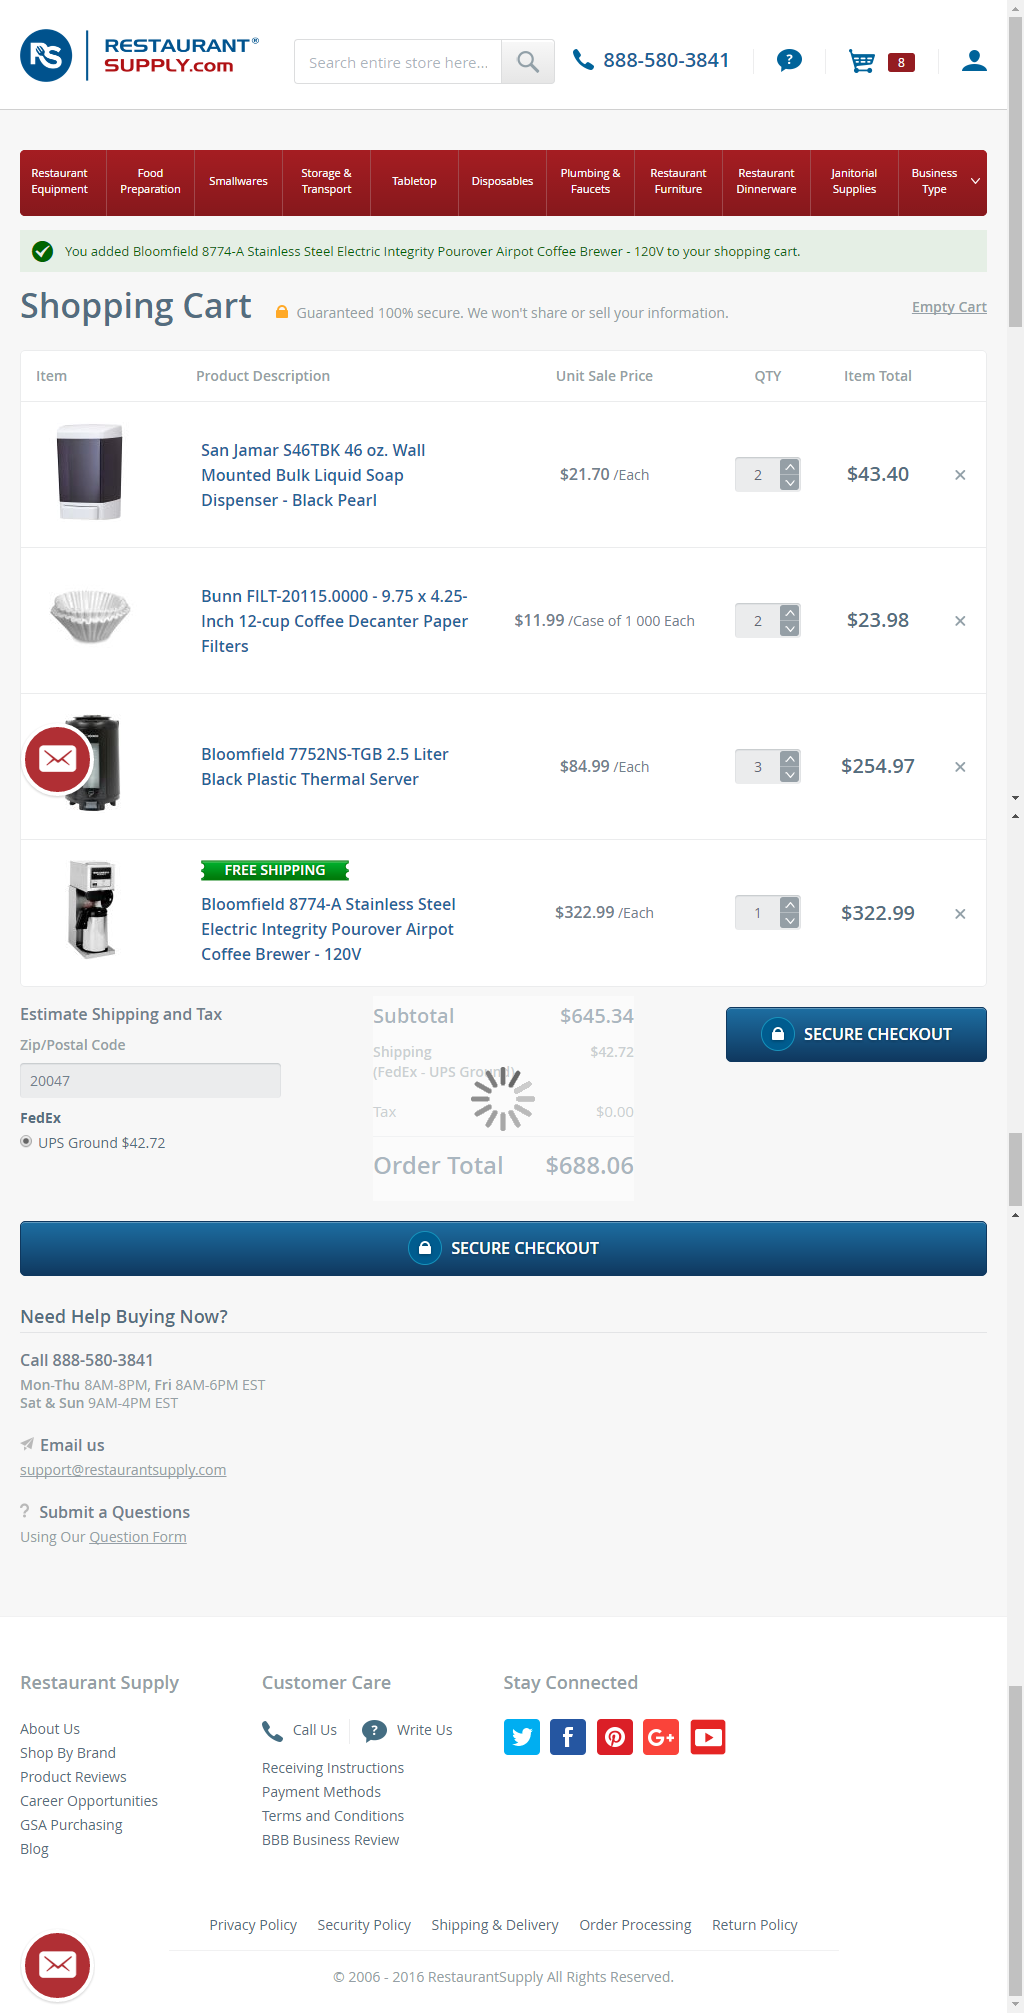 RS RESTAURANT®
SUPPLY.com
Search entire store here...
888-580-3841
?
8
Restaurant Equipment
Food Preparation
Smallwares
Storage & Transport
Tabletop
Disposables
Plumbing & Faucets
Restaurant Furniture
Restaurant Dinnerware
Janitorial Supplies
Business Type
You added Bloomfield 8774-A Stainless Steel Electric Integrity Pourover Airpot Coffee Brewer - 120V to your shopping cart.
Shopping Cart
Guaranteed 100% secure. We won't share or sell your information.
Empty Cart
Item Product Description Unit Sale Price QTY Item Total
San Jamar S46TBK 46 oz. Wall
Mounted Bulk Liquid Soap
Dispenser - Black Pearl
$21.70 /Each 2 $43.40 ×
Bunn FILT-20115.0000 - 9.75 x 4.25-
Inch 12-cup Coffee Decanter Paper
Filters
$11.99 /Case of 1 000 Each 2 $23.98 ×
Bloomfield 7752NS-TGB 2.5 Liter
Black Plastic Thermal Server
$84.99 /Each 3 $254.97 ×
FREE SHIPPING
Bloomfield 8774-A Stainless Steel
Electric Integrity Pourover Airpot
Coffee Brewer - 120V
$322.99 /Each 1 $322.99 ×
Estimate Shipping and Tax
Zip/Postal Code
20047
FedEx
UPS Ground $42.72
Subtotal $645.34
Shipping $42.72
(FedEx - UPS Ground)
Tax $0.00
Order Total $688.06
SECURE CHECKOUT
SECURE CHECKOUT
Need Help Buying Now?
Call 888-580-3841
Mon-Thu 8AM-8PM, Fri 8AM-6PM EST
Sat & Sun 9AM-4PM EST
Email us
support@restaurantsupply.com
? Submit a Questions
Using Our Question Form
Restaurant Supply
About Us
Shop By Brand
Product Reviews
Career Opportunities
GSA Purchasing
Blog
Customer Care
Call Us ? Write Us
Receiving Instructions
Payment Methods
Terms and Conditions
BBB Business Review
Stay Connected
f G+
Privacy Policy Security Policy Shipping & Delivery Order Processing Return Policy
© 2006 - 2016 RestaurantSupply All Rights Reserved.